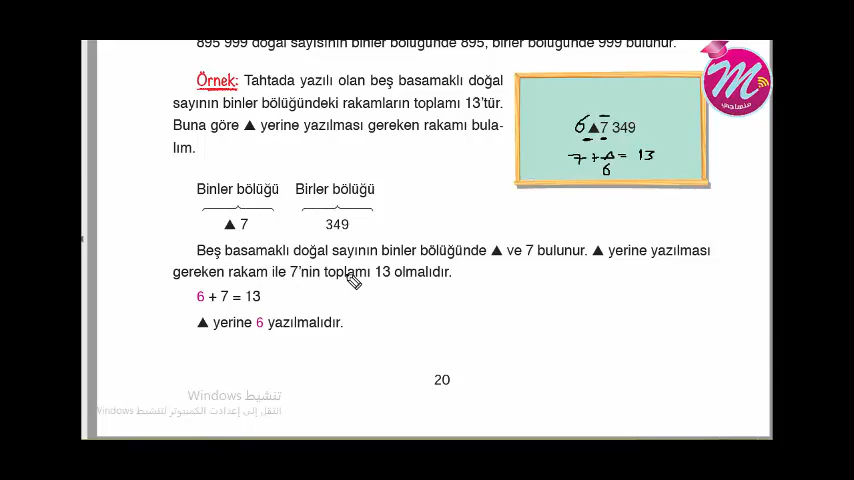 895 999 doğal sayısının binler bölüğünde 895, birler bölüğünde 999 bulunur.
Örnek: Tahtada yazılı olan beş basamaklı doğal
sayının binler bölüğündeki rakamların toplamı 13'tür.
Buna göre ▲ yerine yazılması gereken rakamı bula-
lım.
6 ▲7 349
7 + ▲ = 13
6
منهاجي
Binler bölüğü Birler bölüğü
▲ 7 349
Beş basamaklı doğal sayının binler bölüğünde ▲ ve 7 bulunur. ▲ yerine yazılması
gereken rakam ile 7'nin toplamı 13 olmalıdır.
6 + 7 = 13
▲ yerine 6 yazılmalıdır.
20
تنشيط Windows
انتقل إلى إعدادات الكمبيوتر لتنشيط Windows